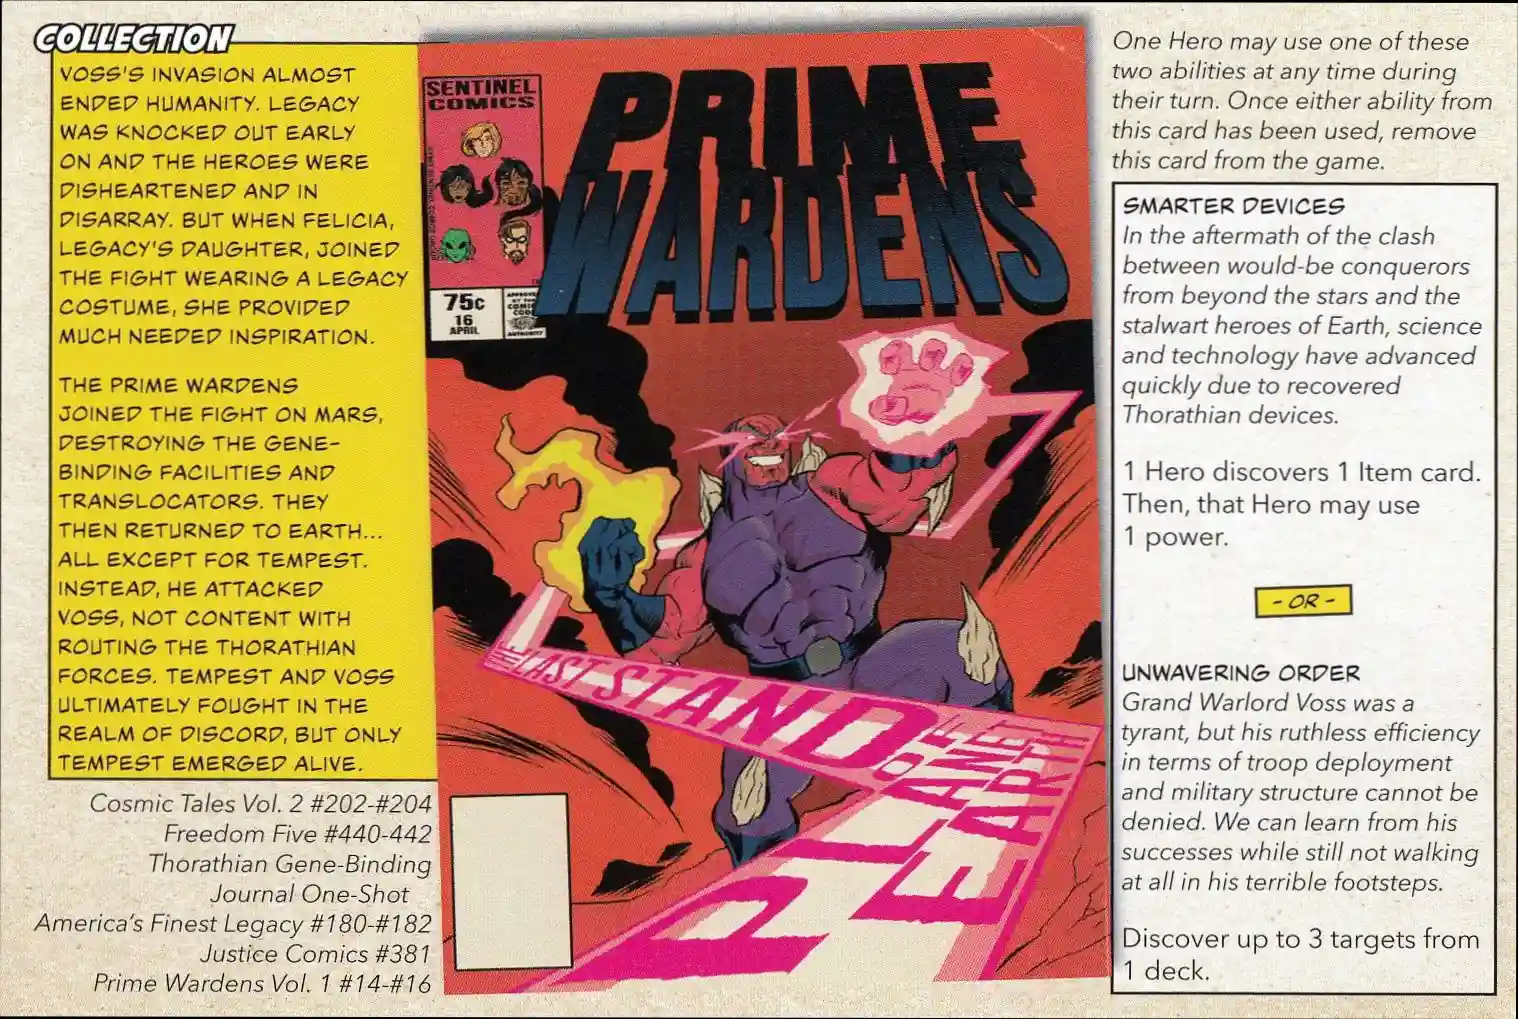 COLLECTION
VOSS'S INVASION ALMOST
ENDED HUMANITY. LEGACY
WAS KNOCKED OUT EARLY
ON AND THE HEROES WERE
DISHEARTENED AND IN
DISARRAY. BUT WHEN FELICIA,
LEGACY'S DAUGHTER, JOINED
THE FIGHT WEARING A LEGACY
COSTUME, SHE PROVIDED
MUCH NEEDED INSPIRATION.
THE PRIME WARDENS
JOINED THE FIGHT ON MARS,
DESTROYING THE GENE-
BINDING FACILITIES AND
TRANSLOCATORS. THEY
THEN RETURNED TO EARTH...
ALL EXCEPT FOR TEMPEST.
INSTEAD, HE ATTACKED
VOSS, NOT CONTENT WITH
ROUTING THE THORATHIAN
FORCES. TEMPEST AND VOSS
ULTIMATELY FOUGHT IN THE
REALM OF DISCORD, BUT ONLY
TEMPEST EMERGED ALIVE.
Cosmic Tales Vol. 2 #202-#204
Freedom Five #440-442
Thorathian Gene-Binding
Journal One-Shot
America's Finest Legacy #180-#182
Justice Comics #381
Prime Wardens Vol. 1 #14-#16
SENTINEL
COMICS
75¢
16
APRIL
APPROVED
BY THE
COMICS
CODE
AUTHORITY
PRIME
WARDENS
THE LAST STAND
OF
PLANET
EARTH
One Hero may use one of these
two abilities at any time during
their turn. Once either ability from
this card has been used, remove
this card from the game.
SMARTER DEVICES
In the aftermath of the clash
between would-be conquerors
from beyond the stars and the
stalwart heroes of Earth, science
and technology have advanced
quickly due to recovered
Thorathian devices.
1 Hero discovers 1 Item card.
Then, that Hero may use
1 power.
- OR -
UNWAVERING ORDER
Grand Warlord Voss was a
tyrant, but his ruthless efficiency
in terms of troop deployment
and military structure cannot be
denied. We can learn from his
successes while still not walking
at all in his terrible footsteps.
Discover up to 3 targets from
1 deck.